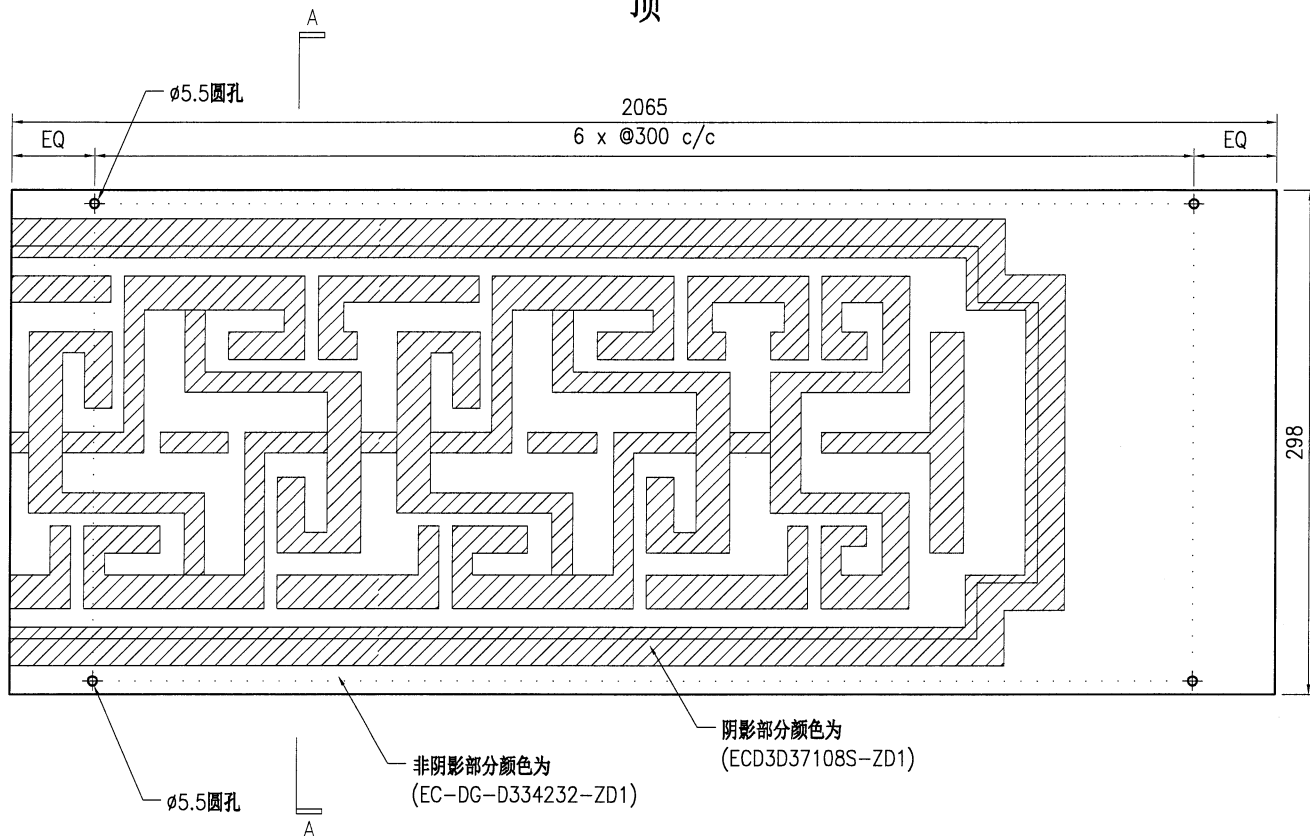 顶
A
ø5.5圆孔
2065
EQ
6 x @300 c/c
EQ
298
阴影部分颜色为
(ECD3D37108S-ZD1)
非阴影部分颜色为
(EC-DG-D334232-ZD1)
ø5.5圆孔
A